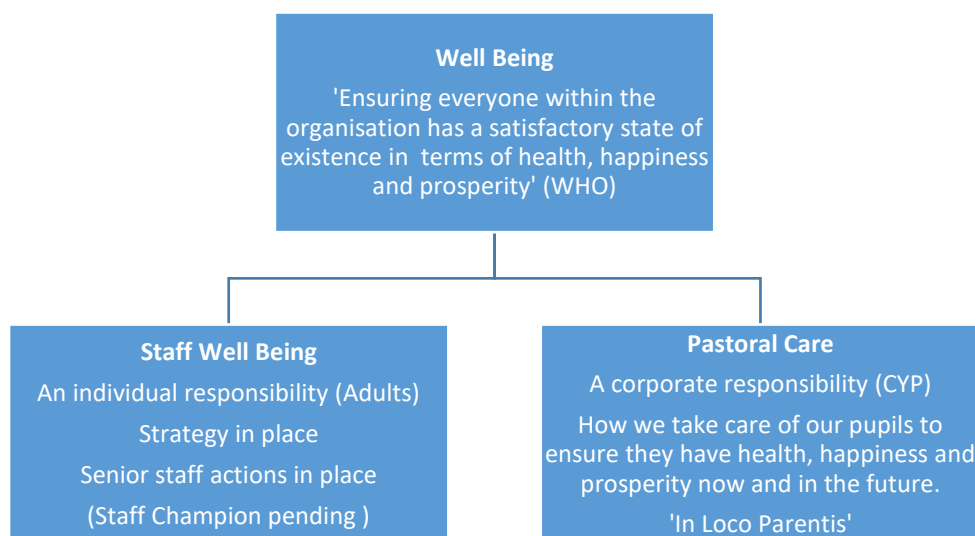 Well Being
'Ensuring everyone within the
organisation has a satisfactory state of
existence in terms of health, happiness
and prosperity' (WHO)
Staff Well Being
An individual responsibility (Adults)
Strategy in place
Senior staff actions in place
(Staff Champion pending )
Pastoral Care
A corporate responsibility (CYP)
How we take care of our pupils to
ensure they have health, happiness and
prosperity now and in the future.
'In Loco Parentis'